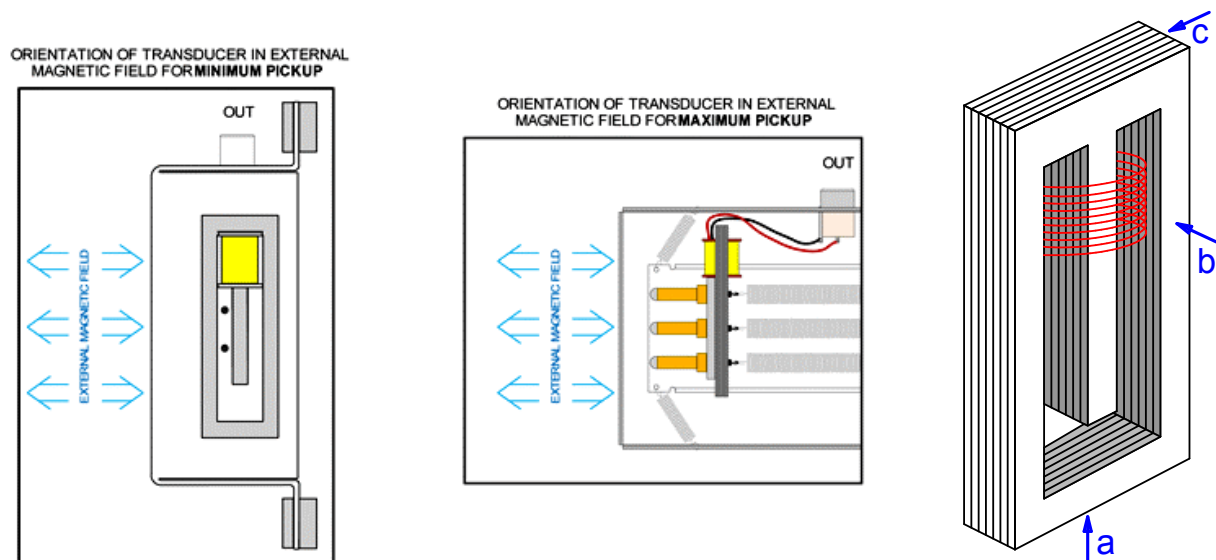 ORIENTATION OF TRANSDUCER IN EXTERNAL
MAGNETIC FIELD FOR MINIMUM PICKUP
OUT
EXTERNAL MAGNETIC FIELD
ORIENTATION OF TRANSDUCER IN EXTERNAL
MAGNETIC FIELD FOR MAXIMUM PICKUP
OUT
EXTERNAL MAGNETIC FIELD
c
b
a